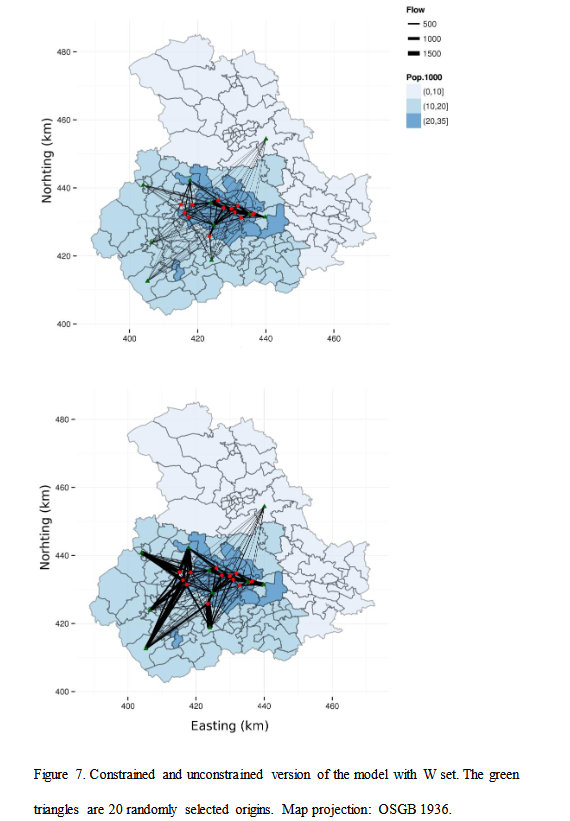 Flow
500
1000
1500
Pop.1000
(0,10]
(10,20]
(20,35]
480
460
440
420
400
Norhting (km)
400 420 440 460
480
460
440
420
400
Norhting (km)
400 420 440 460
Easting (km)
Figure 7. Constrained and unconstrained version of the model with W set. The green
triangles are 20 randomly selected origins. Map projection: OSGB 1936.